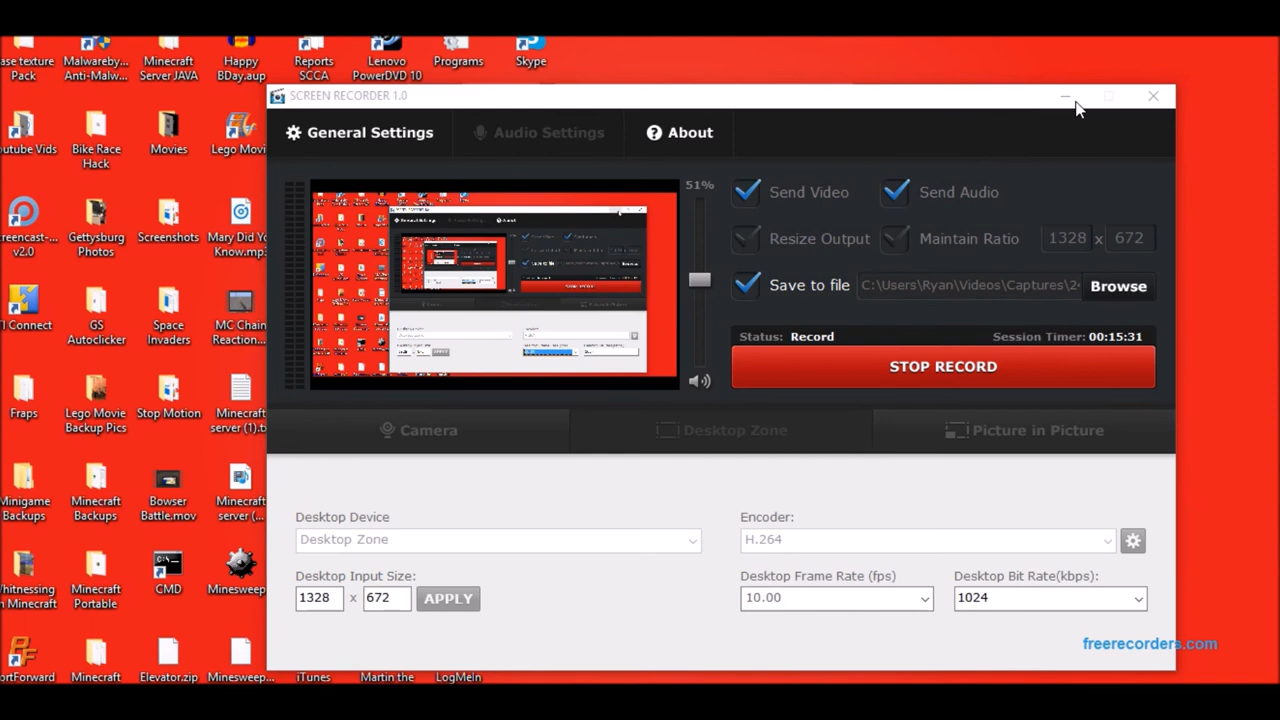 ase texture
Pack
Malwareby...
Anti-Malw...
Minecraft
Server JAVA
Happy
BDay.aup
Reports
SCCA
Lenovo
PowerDVD 10
Programs
Skype
outube Vids
Bike Race
Hack
Movies
Lego Movi
creencast-...
v2.0
Gettysburg
Photos
Screenshots
Mary Did Yo
Know.mp
TI Connect
GS
Autoclicker
Space
Invaders
MC Chain
Reaction...
Fraps
Lego Movie
Backup Pics
Stop Motion
Minecraft
server (1).tx
Minigame
Backups
Minecraft
Backups
Bowser
Battle.mov
Minecraft
server (...
Whitnessing
n Minecraft
Minecraft
Portable
CMD
Minesweep
PF
ortForward
Minecraft
Elevator.zip
Minesweep...
iTunes
Martin the
LogMeIn
SCREEN RECORDER 1.0
General Settings
Audio Settings
About
51%
Send Video
Send Audio
Resize Output
Maintain Ratio
1328 x 672
Save to file
C:\Users\Ryan\Videos\Captures\24
Browse
Status: Record
Session Timer: 00:15:31
STOP RECORD
Camera
Desktop Zone
Picture in Picture
Desktop Device
Desktop Zone
Encoder:
H.264
Desktop Input Size:
1328 x 672 APPLY
Desktop Frame Rate (fps)
10.00
Desktop Bit Rate(kbps):
1024
freerecorders.com